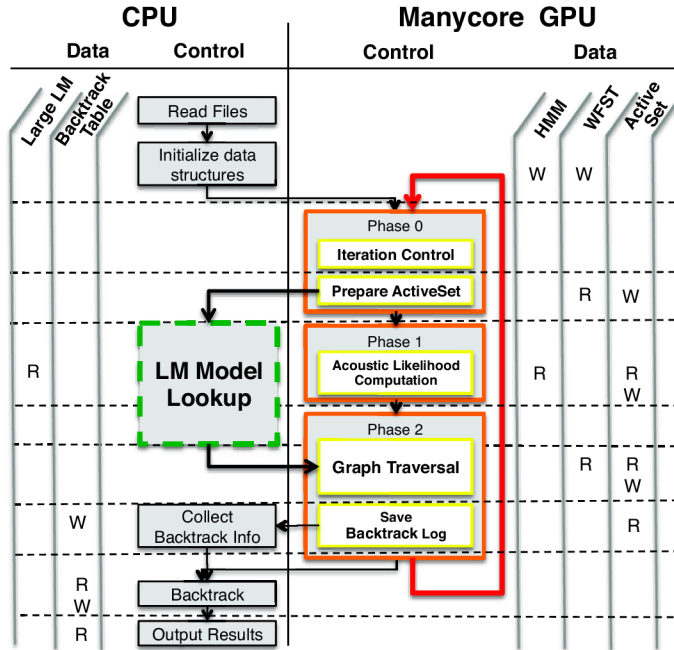 CPU
Manycore GPU
Data
Control
Control
Data
Large LM
Backtrack
Table
HMM
WFST
Active
Set
Read Files
Initialize data
structures
W
W
Phase 0
Iteration Control
Prepare ActiveSet
R
W
LM Model
Lookup
R
Phase 1
Acoustic Likelihood
Computation
R
R
W
Phase 2
Graph Traversal
R
R
W
W
Collect
Backtrack Info
Save
Backtrack Log
R
R
W
Backtrack
R
Output Results